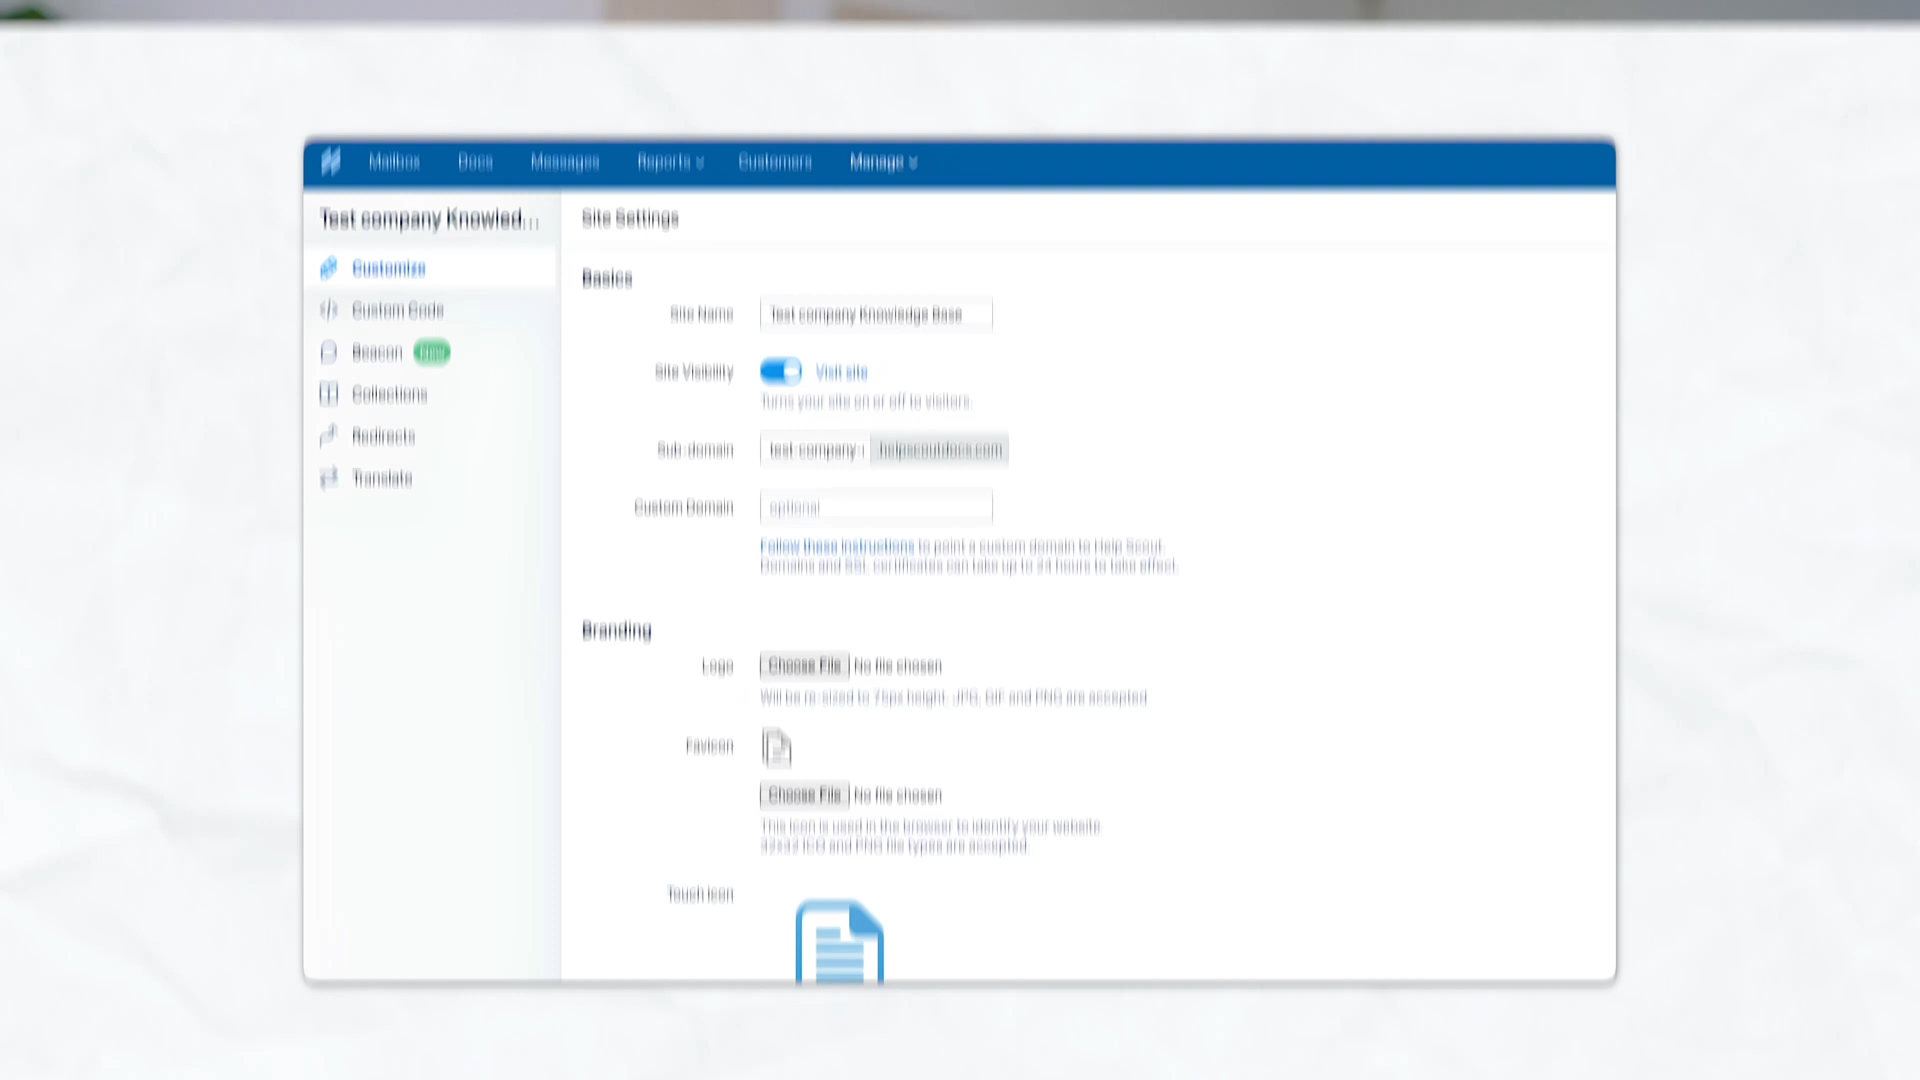 Mailbox Docs Messages Reports Customers Manage
Test company Knowled...
Site Settings
Customize
Custom Code
Beacon New
Collections
Redirects
Translate
Basics
Site Name Test company Knowledge Base
Site Visibility Visit site
Turns your site on or off to visitors.
Sub-domain test-company- helpscoutdocs.com
Custom Domain optional
Follow these instructions to point a custom domain to Help Scout.
Domains and SSL certificates can take up to 24 hours to take effect.
Branding
Logo Choose File No file chosen
Will be re-sized to 75px height. JPG, GIF and PNG are accepted
Favicon
Choose File No file chosen
This icon is used in the browser to identify your website.
32x32 ICO and PNG file types are accepted.
Touch Icon